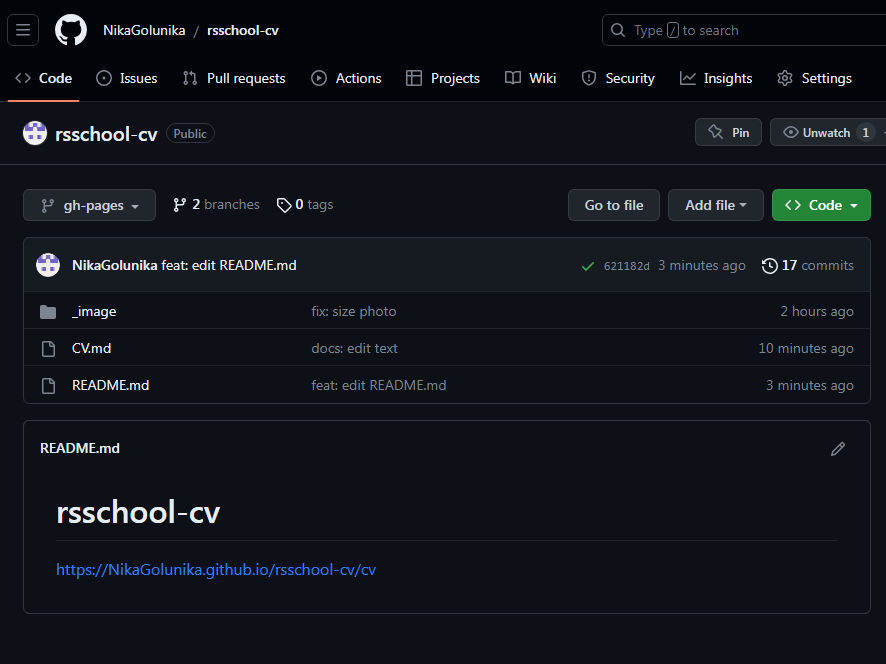 NikaGolunika / rsschool-cv
Type / to search
Code Issues Pull requests Actions Projects Wiki Security Insights Settings
rsschool-cv Public Pin Unwatch 1
gh-pages 2 branches 0 tags Go to file Add file Code
NikaGolunika feat: edit README.md 621182d 3 minutes ago 17 commits
_image fix: size photo 2 hours ago
CV.md docs: edit text 10 minutes ago
README.md feat: edit README.md 3 minutes ago
README.md
rsschool-cv
https://NikaGolunika.github.io/rsschool-cv/cv